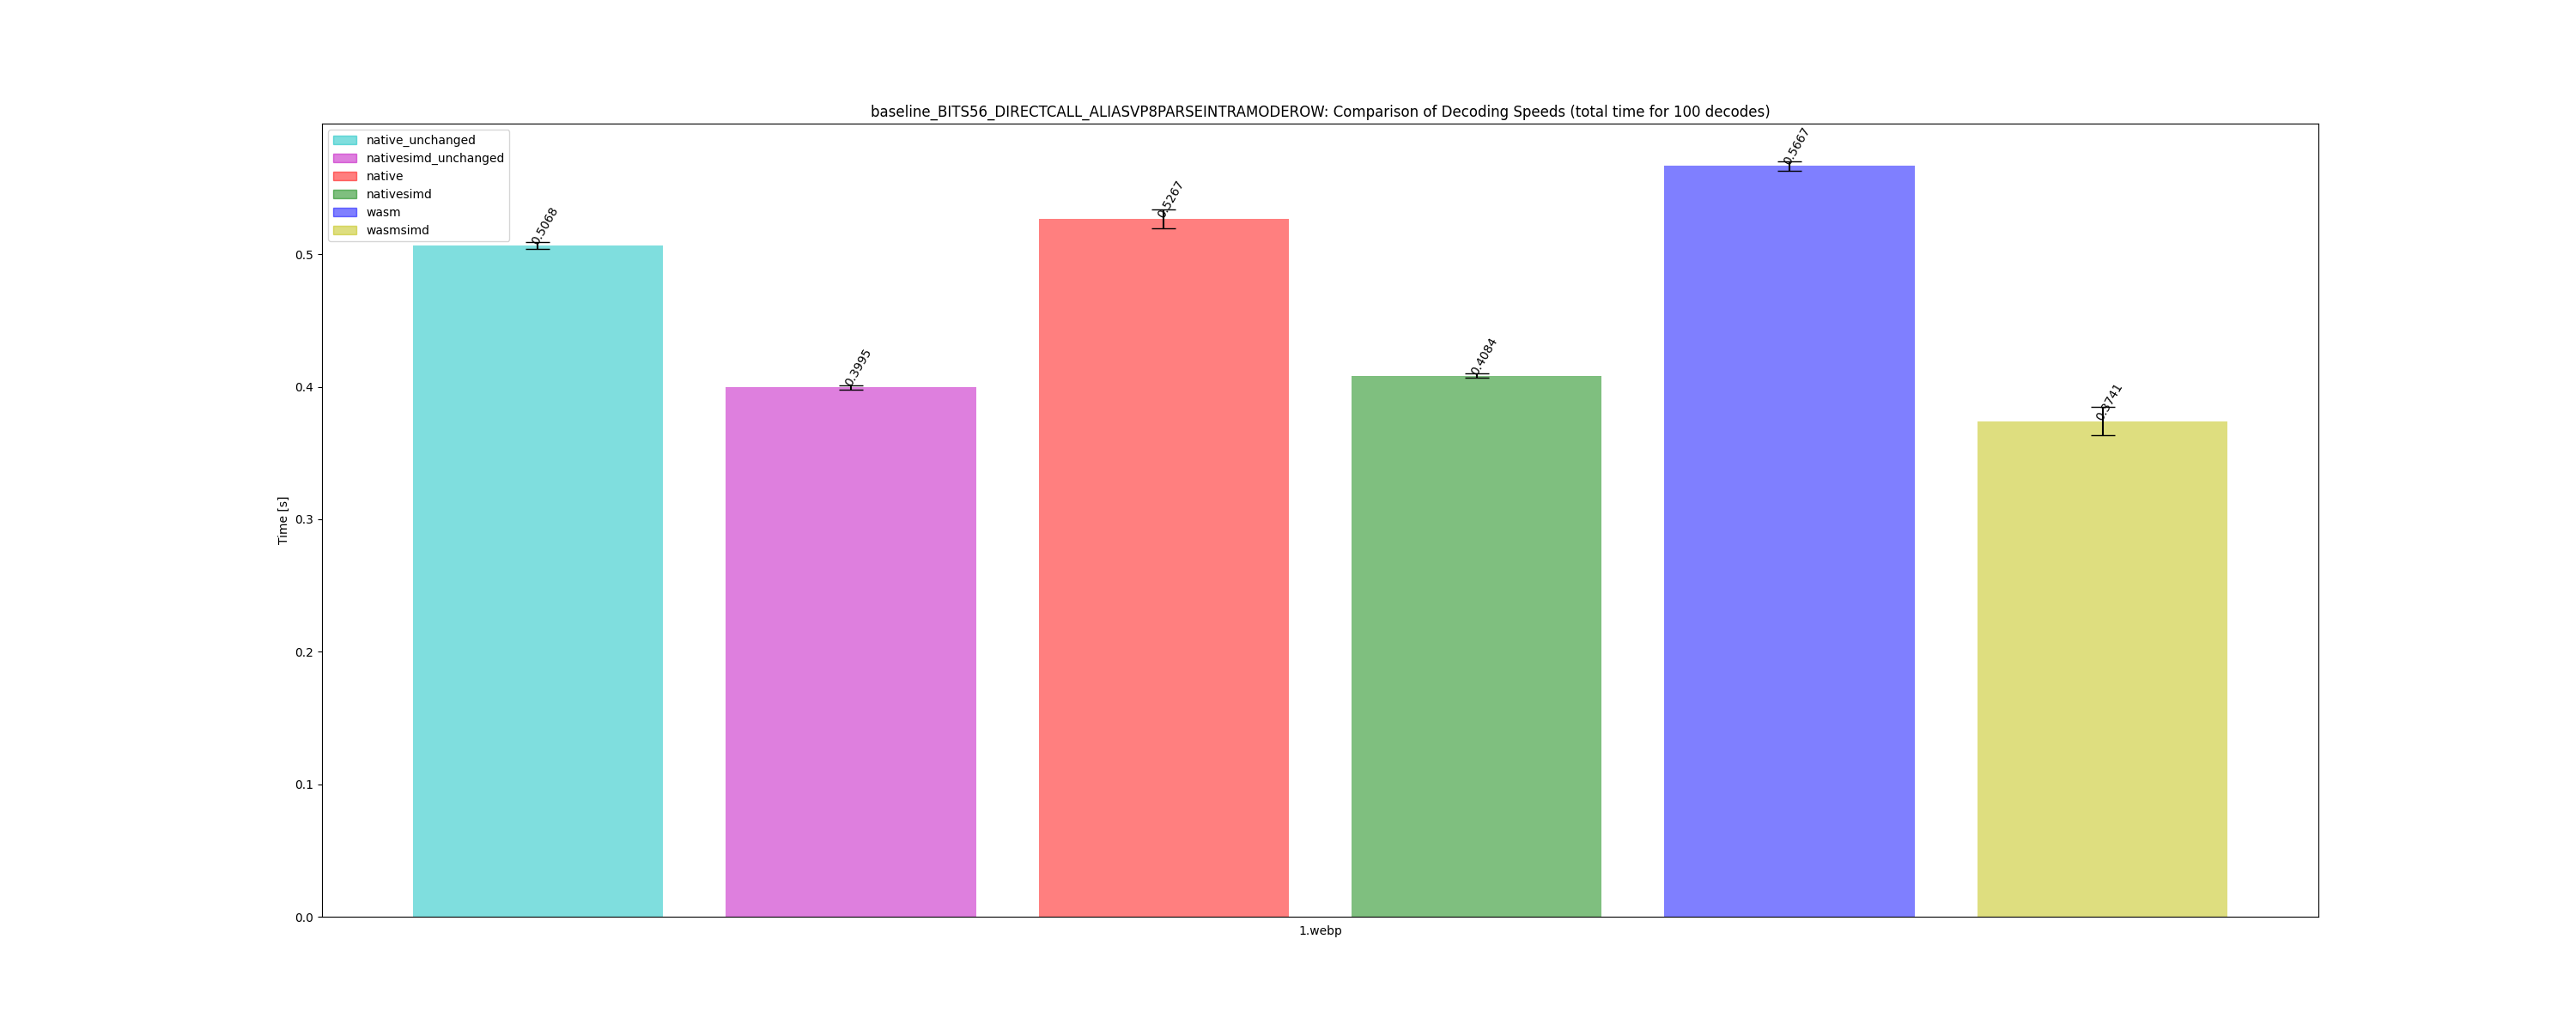 baseline_BITS56_DIRECTCALL_ALIASVP8PARSEINTRAMODEROW: Comparison of Decoding Speeds (total time for 100 decodes)
native_unchanged
nativesimd_unchanged
native
nativesimd
wasm
wasmsimd
0.5068
0.3995
0.5267
0.4084
0.5667
0.3741
Time [s]
0.5
0.4
0.3
0.2
0.1
0.0
1.webp